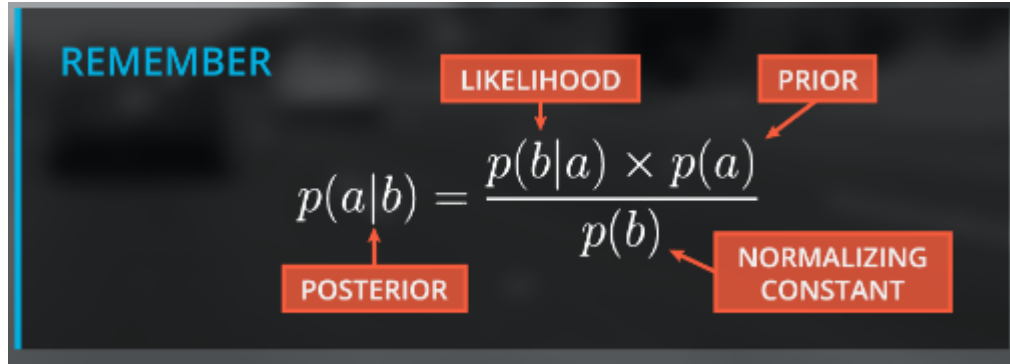 REMEMBER
LIKELIHOOD
PRIOR
p(a|b) = p(b|a) × p(a)
p(b)
POSTERIOR
NORMALIZING
CONSTANT